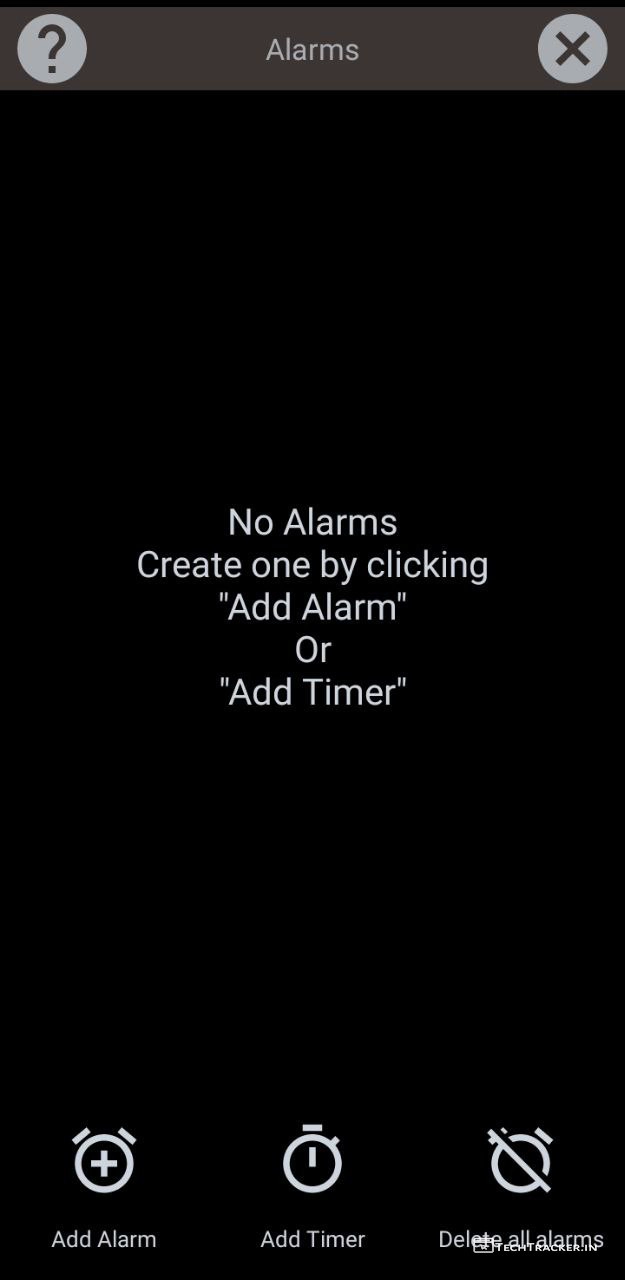 ?
Alarms
No Alarms
Create one by clicking
"Add Alarm"
Or
"Add Timer"
Add Alarm
Add Timer
Delete all alarms
TECHTRACKER.IN